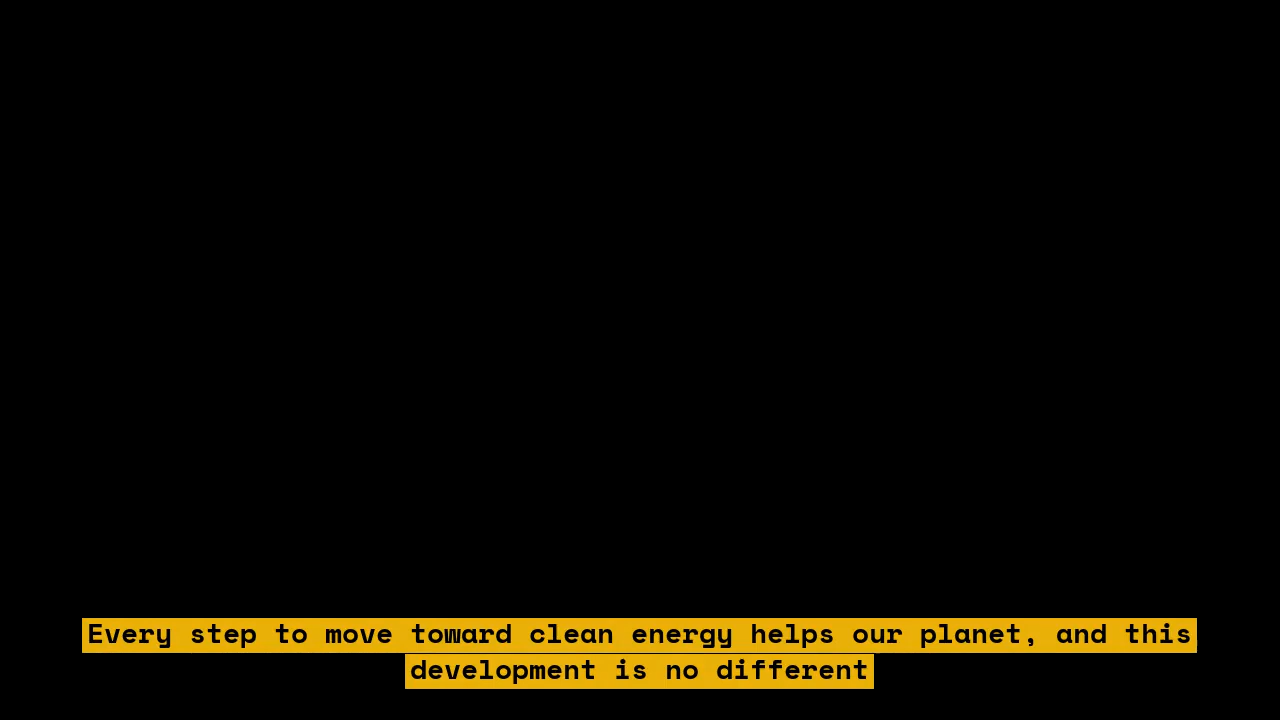 Every step to move toward clean energy helps our planet, and this
development is no different